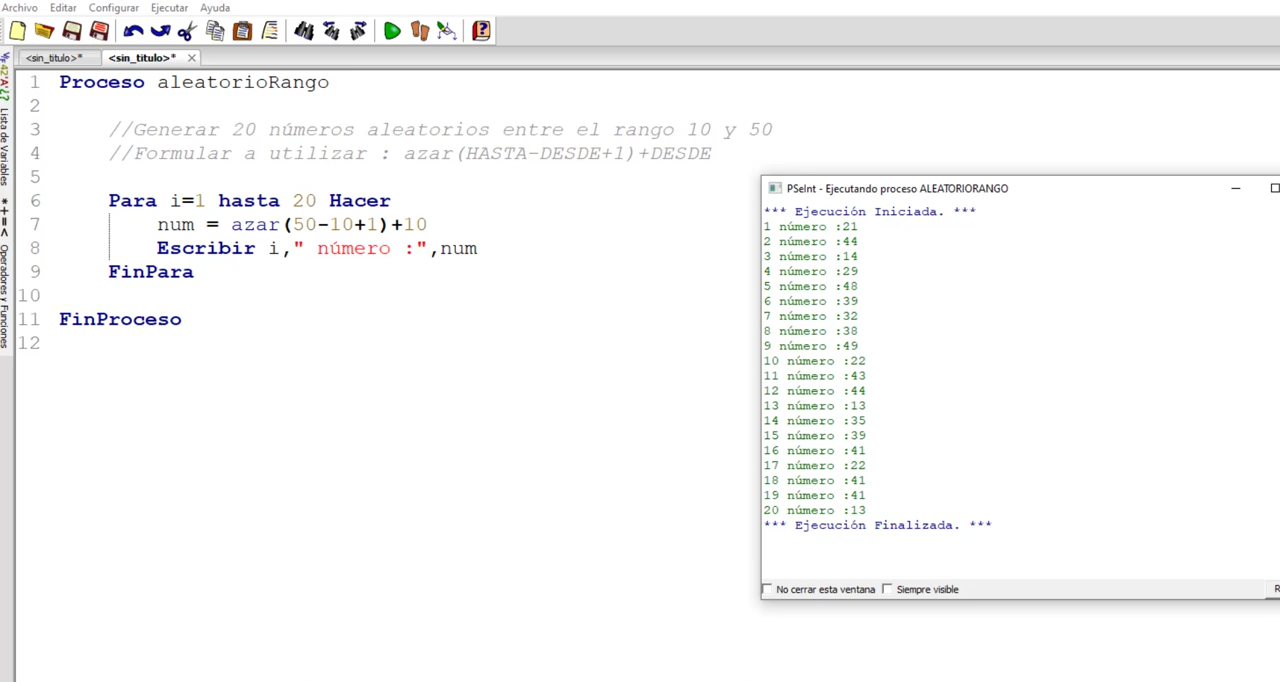 Archivo Editar Configurar Ejecutar Ayuda
<sin_titulo>* <sin_titulo>*
Lista de Variables
Operadores y Funciones
1 Proceso aleatorioRango
2
3 //Generar 20 números aleatorios entre el rango 10 y 50
4 //Formular a utilizar : azar(HASTA-DESDE+1)+DESDE
5
6 Para i=1 hasta 20 Hacer
7 num = azar(50-10+1)+10
8 Escribir i," número :",num
9 FinPara
10
11 FinProceso
12
PSeInt - Ejecutando proceso ALEATORIORANGO
*** Ejecución Iniciada. ***
1 número :21
2 número :44
3 número :14
4 número :29
5 número :48
6 número :39
7 número :32
8 número :38
9 número :49
10 número :22
11 número :43
12 número :44
13 número :13
14 número :35
15 número :39
16 número :41
17 número :22
18 número :41
19 número :41
20 número :13
*** Ejecución Finalizada. ***
No cerrar esta ventana Siempre visible